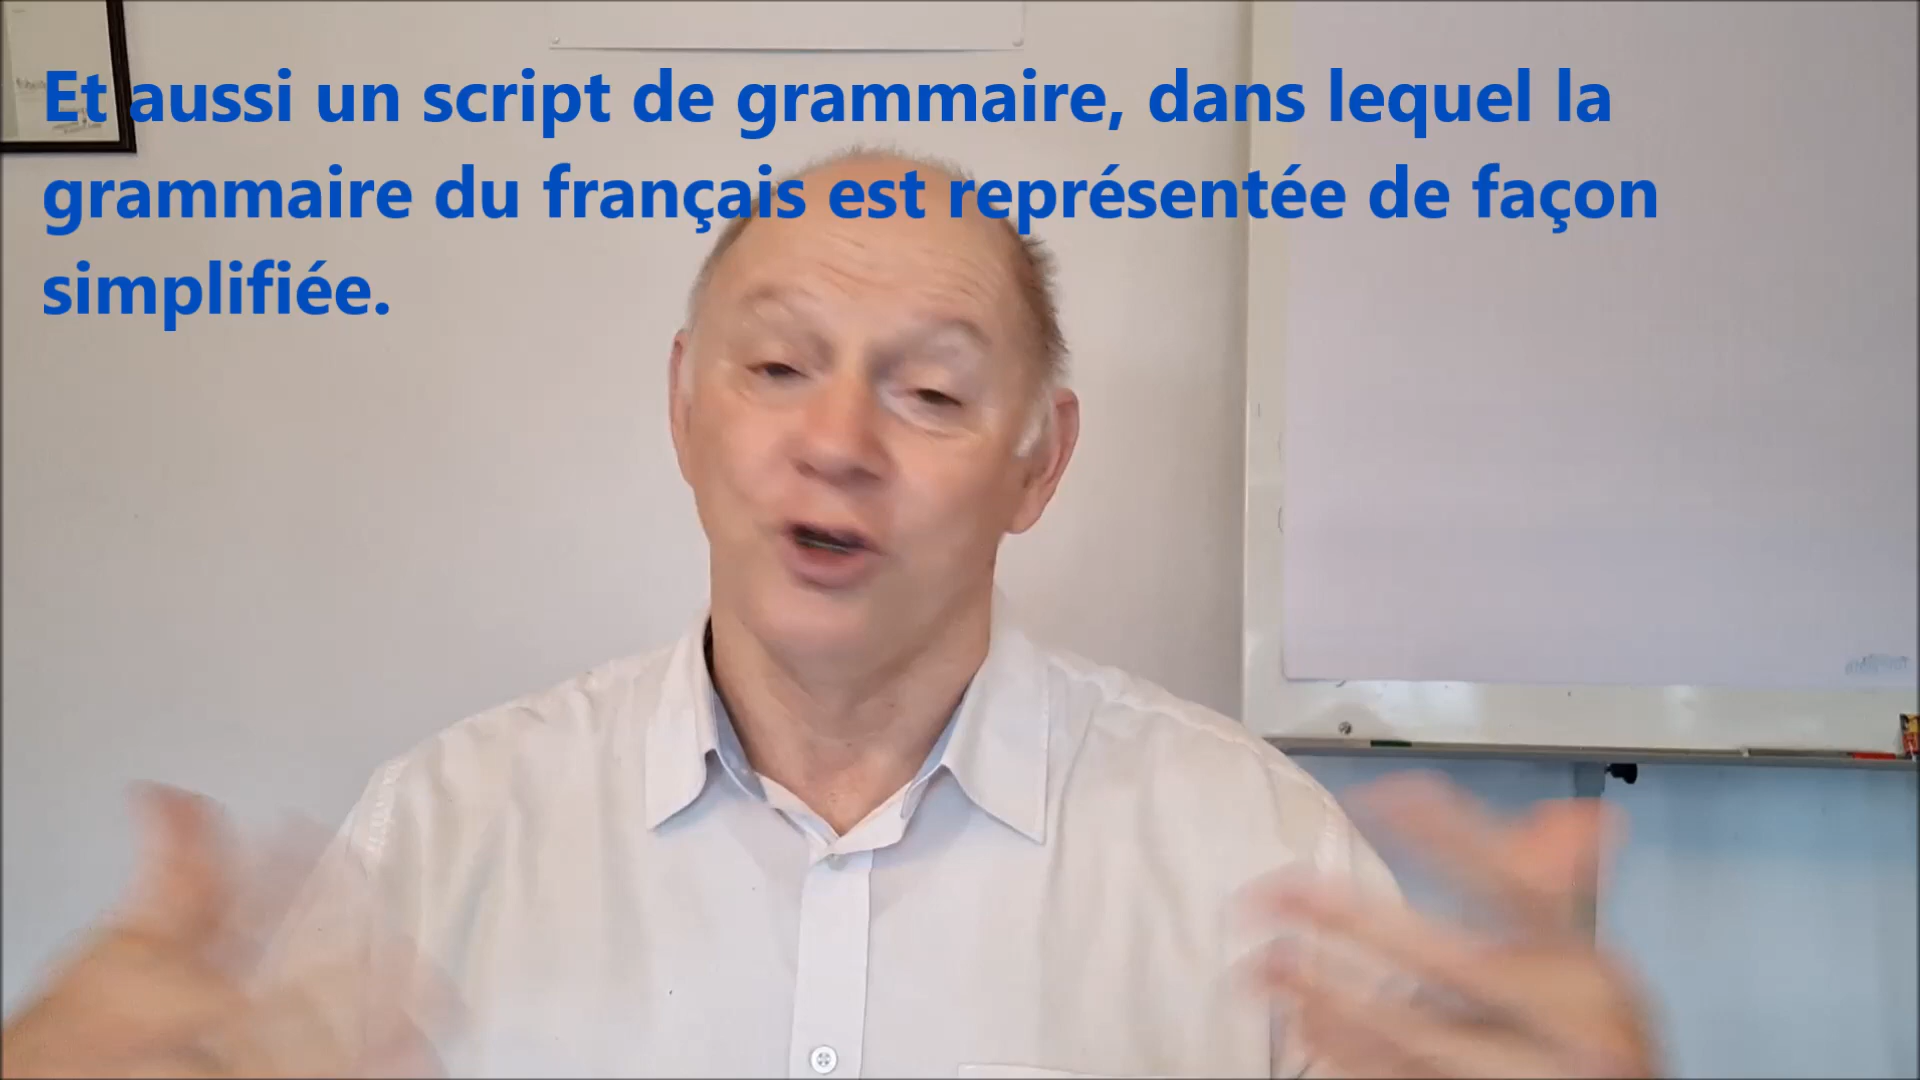 Et aussi un script de grammaire, dans lequel la
grammaire du français est représentée de façon
simplifiée.